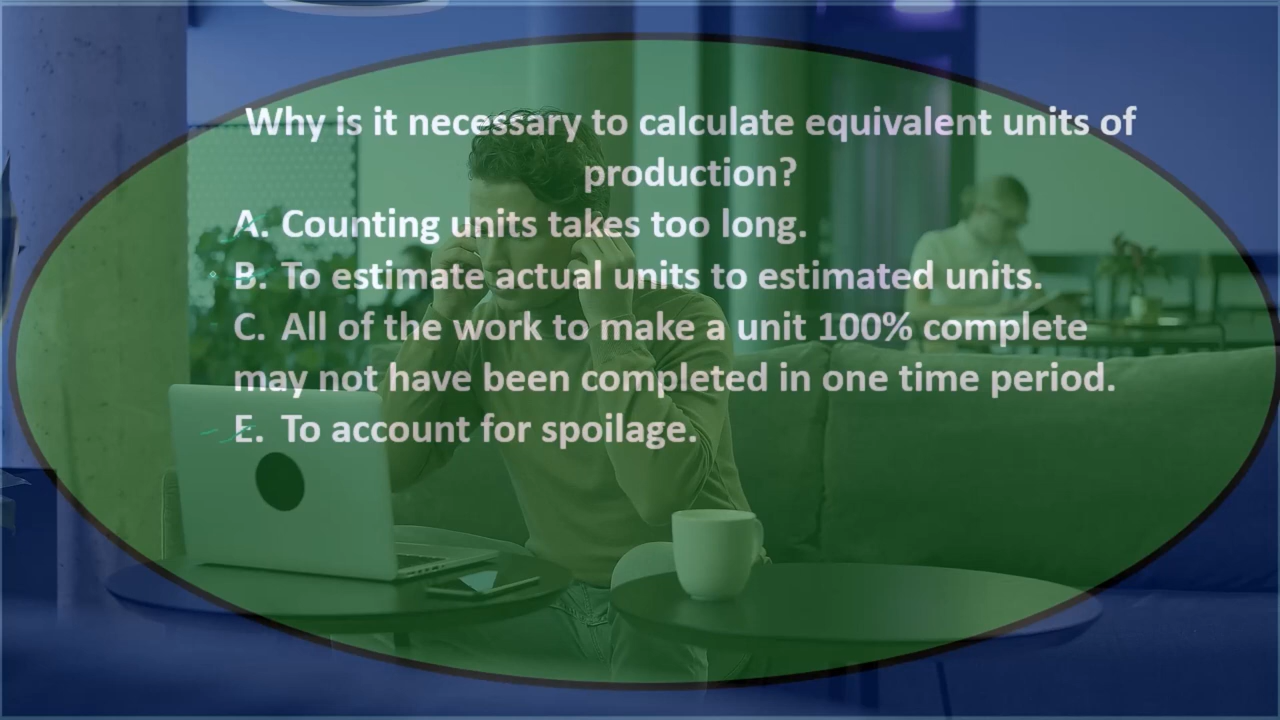 Why is it necessary to calculate equivalent units of
production?
A. Counting units takes too long.
B. To estimate actual units to estimated units.
C. All of the work to make a unit 100% complete
may not have been completed in one time period.
E. To account for spoilage.